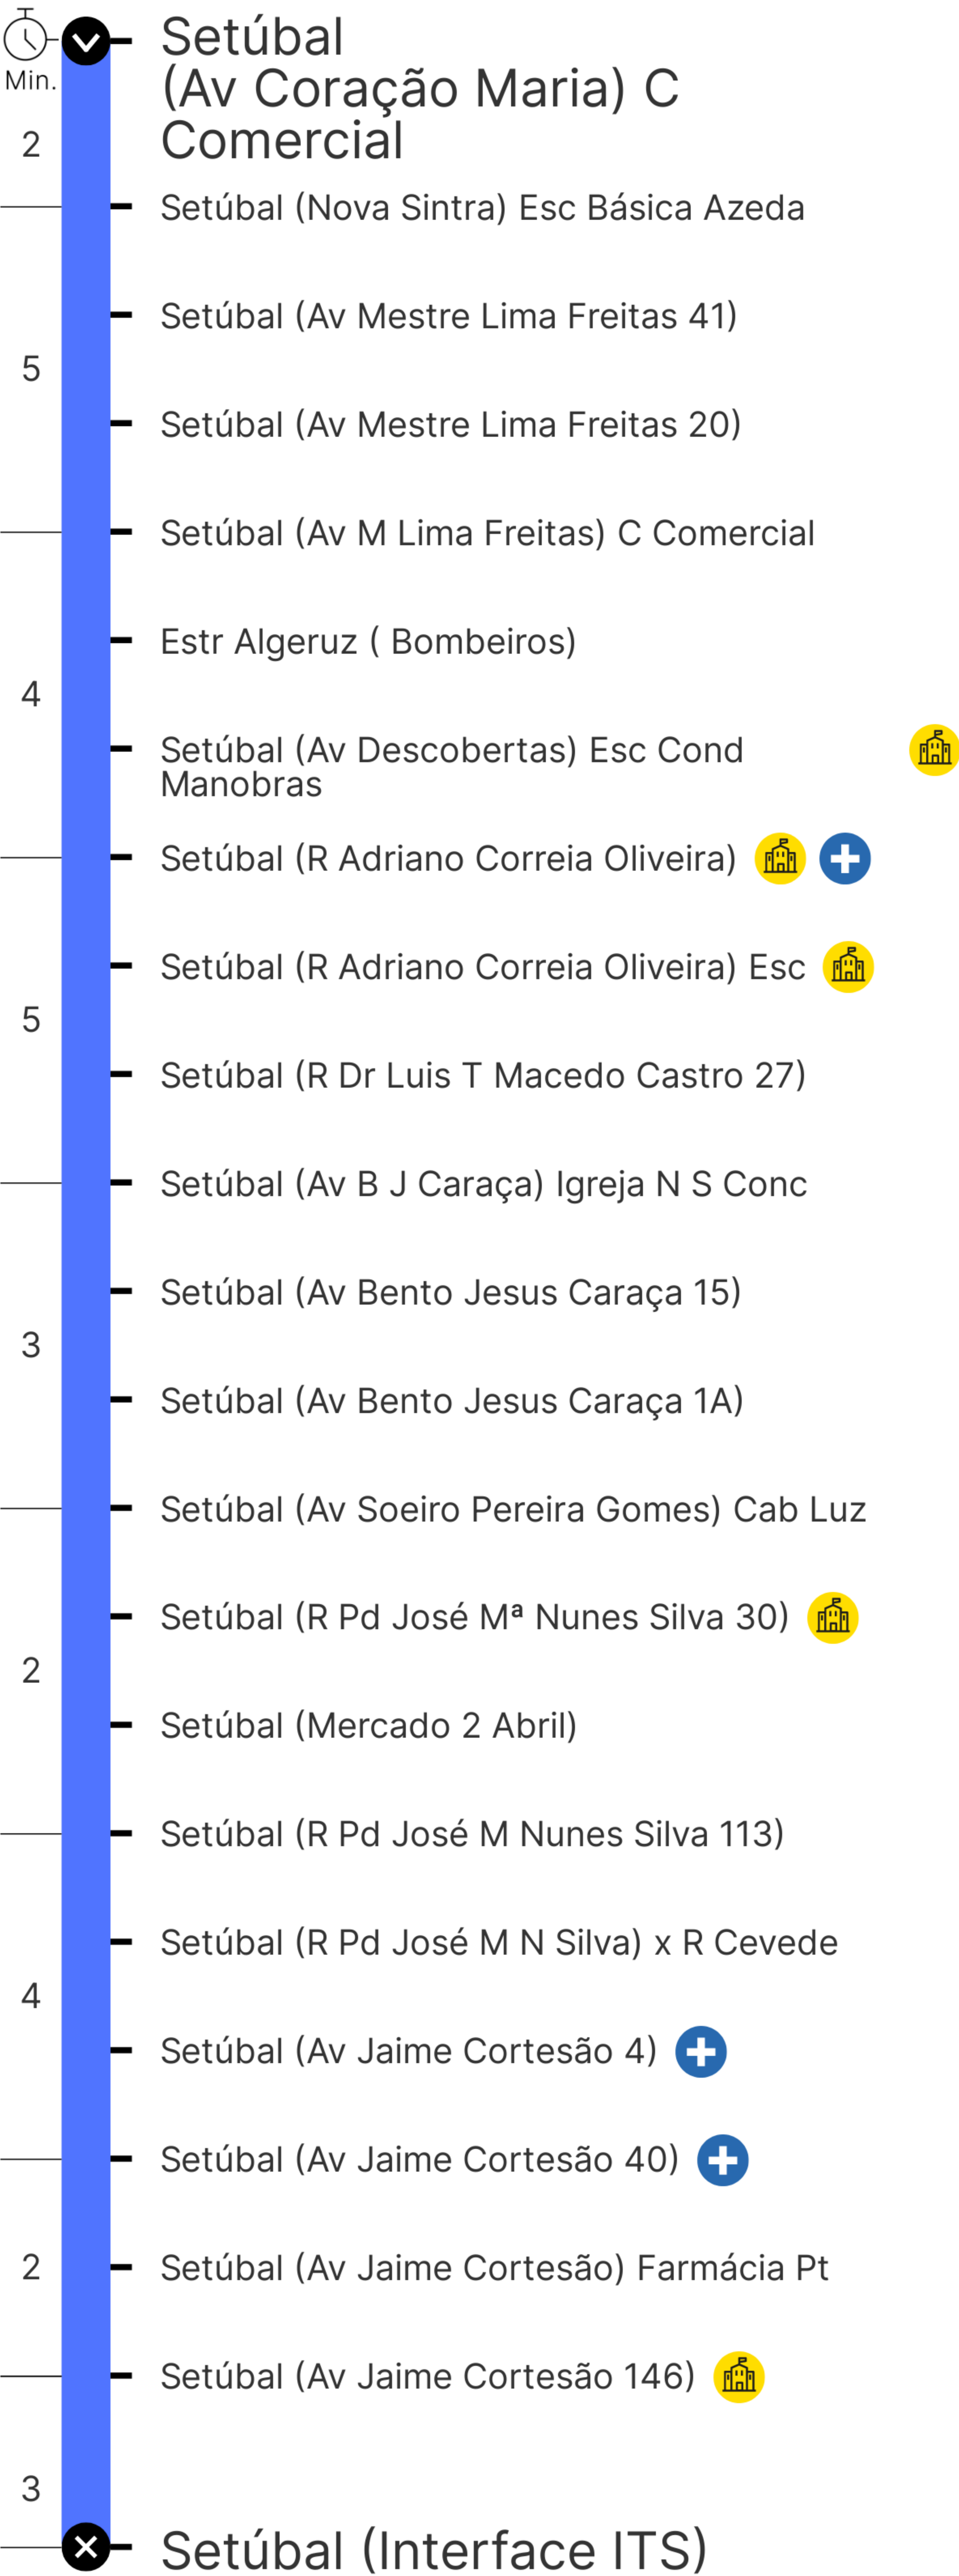 Setúbal
Min.
(Av Coração Maria) C
2
Comercial
Setúbal (Nova Sintra) Esc Básica Azeda
Setúbal (Av Mestre Lima Freitas 41)
5
Setúbal (Av Mestre Lima Freitas 20)
Setúbal (Av M Lima Freitas) C Comercial
Estr Algeruz ( Bombeiros)
4
Setúbal (Av Descobertas) Esc Cond
Manobras
Setúbal (R Adriano Correia Oliveira)
Setúbal (R Adriano Correia Oliveira) Esc
5
Setúbal (R Dr Luis T Macedo Castro 27)
Setúbal (Av B J Caraça) Igreja N S Conc
Setúbal (Av Bento Jesus Caraça 15)
3
Setúbal (Av Bento Jesus Caraça 1A)
Setúbal (Av Soeiro Pereira Gomes) Cab Luz
Setúbal (R Pd José Mª Nunes Silva 30)
2
Setúbal (Mercado 2 Abril)
Setúbal (R Pd José M Nunes Silva 113)
Setúbal (R Pd José M N Silva) x R Cevede
4
Setúbal (Av Jaime Cortesão 4)
Setúbal (Av Jaime Cortesão 40)
2
Setúbal (Av Jaime Cortesão) Farmácia Pt
Setúbal (Av Jaime Cortesão 146)
3
Setúbal (Interface ITS)